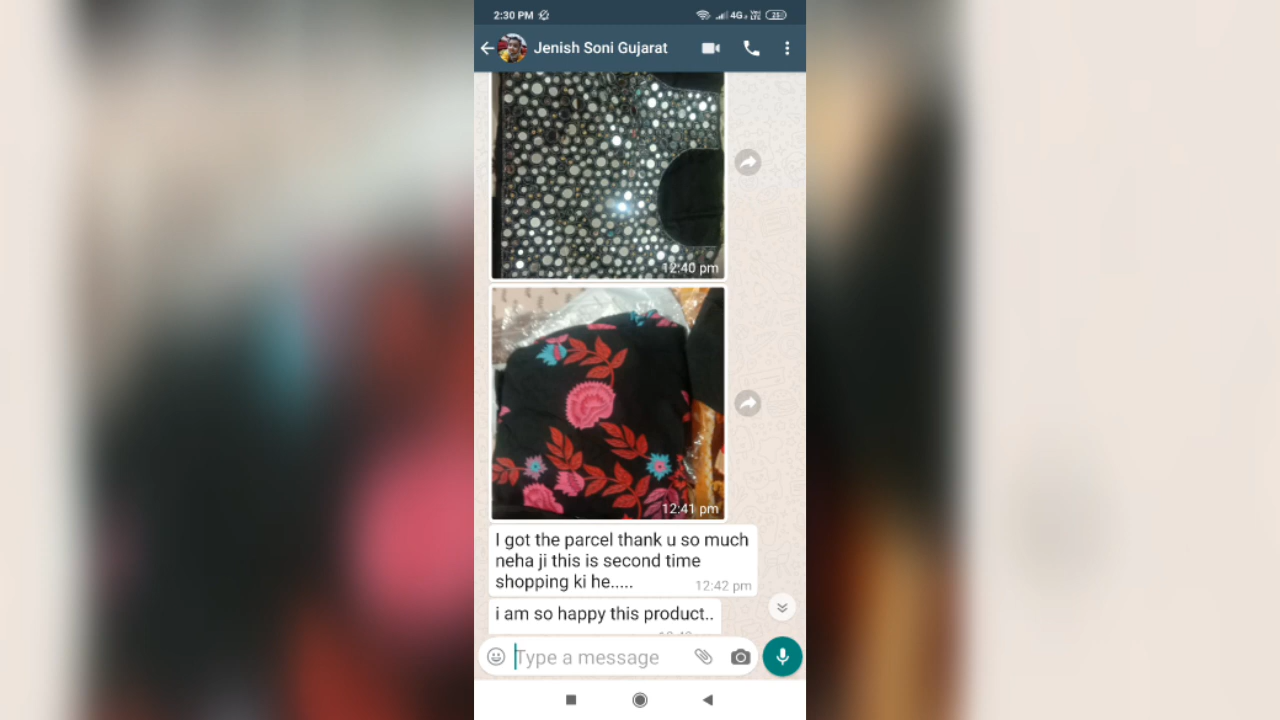 2:30 PM 4G
Jenish Soni Gujarat
12:40 pm
12:41 pm
I got the parcel thank u so much
neha ji this is second time
shopping ki he.....
12:42 pm
i am so happy this product..
Type a message